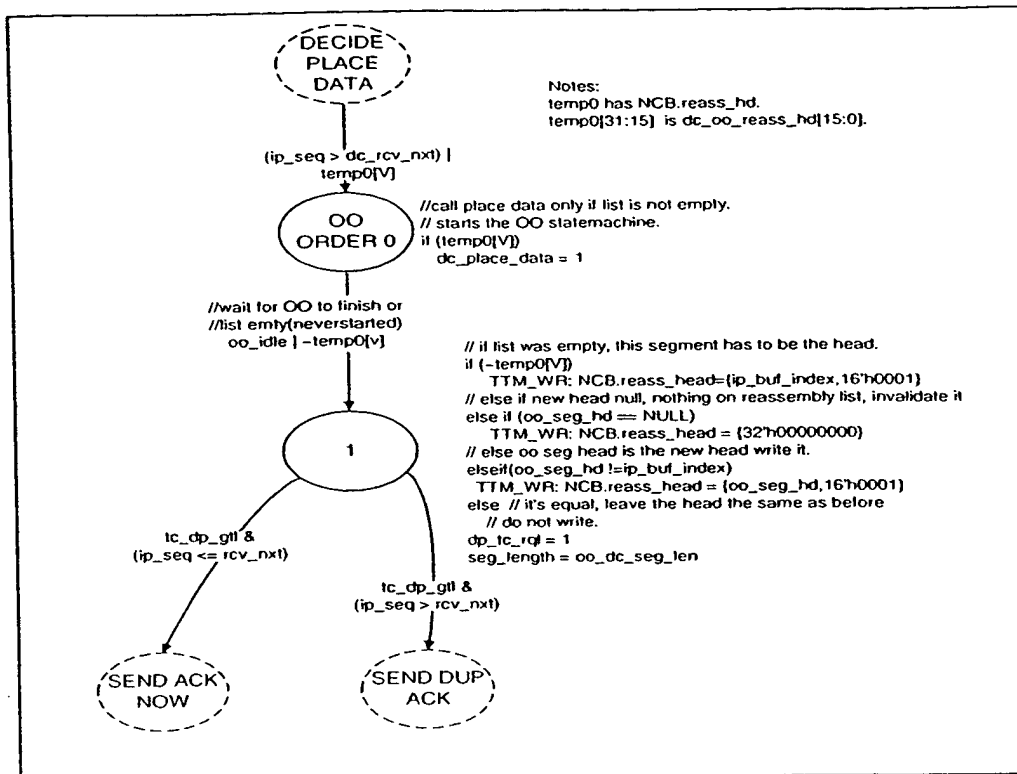 DECIDE
PLACE
DATA
Notes:
temp0 has NCB.reass_hd.
temp0[31:15] is dc_oo_reass_hd[15:0].
(ip_seq > dc_rcv_nxt) |
temp0[V]
OO
ORDER 0
//call place data only if list is not empty.
// starts the OO statemachine.
if (temp0[V])
dc_place_data = 1
//wait for OO to finish or
//list emty(neverstarted)
oo_idle | ~temp0[v]
1
// if list was empty, this segment has to be the head.
if (~temp0[V])
TTM_WR: NCB.reass_head={ip_buf_index,16'h0001}
// else if new head null, nothing on reassembly list, invalidate it
else if (oo_seg_hd == NULL)
TTM_WR: NCB.reass_head = {32'h00000000}
// else oo seg head is the new head write it.
elseif(oo_seg_hd !=ip_buf_index)
TTM_WR: NCB.reass_head = {oo_seg_hd,16'h0001}
else // it's equal, leave the head the same as before
// do not write.
dp_tc_rqt = 1
seg_length = oo_dc_seg_len
tc_dp_gtl &
(ip_seq <= rcv_nxt)
tc_dp_gtl &
(ip_seq > rcv_nxt)
SEND ACK
NOW
SEND DUP
ACK